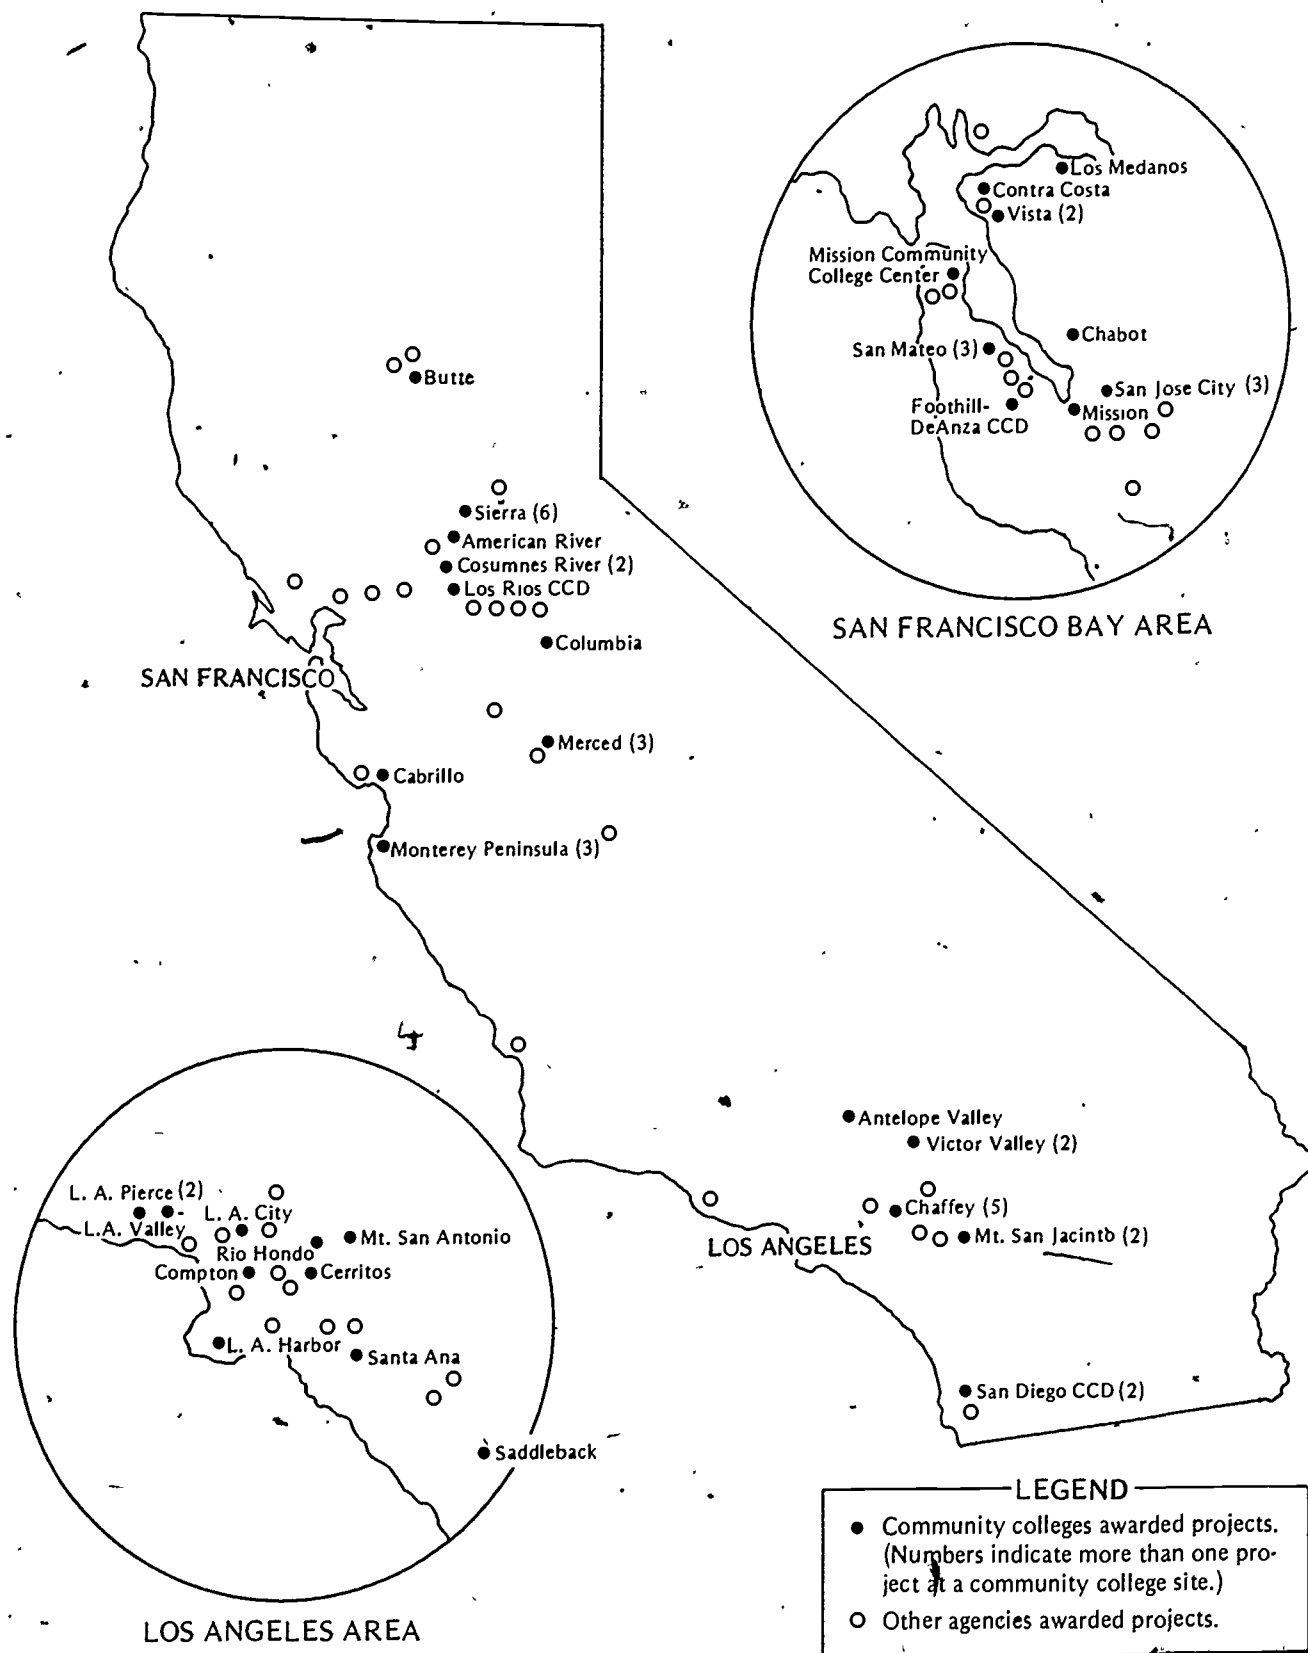 Los Medanos
Contra Costa
Vista (2)
Mission Community
College Center
Chabot
San Mateo (3)
San Jose City (3)
Foothill-
DeAnza CCD
Mission
SAN FRANCISCO BAY AREA
Butte
Sierra (6)
American River
Cosumnes River (2)
Los Rios CCD
Columbia
SAN FRANCISCO
Merced (3)
Cabrillo
Monterey Peninsula (3)
Antelope Valley
Victor Valley (2)
Chaffey (5)
LOS ANGELES
Mt. San Jacinto (2)
San Diego CCD (2)
L. A. Pierce (2)
L. A. City
L.A. Valley
Rio Hondo
Mt. San Antonio
Compton
Cerritos
L. A. Harbor
Santa Ana
Saddleback
LOS ANGELES AREA
LEGEND
Community colleges awarded projects.
(Numbers indicate more than one pro-
ject at a community college site.)
Other agencies awarded projects.